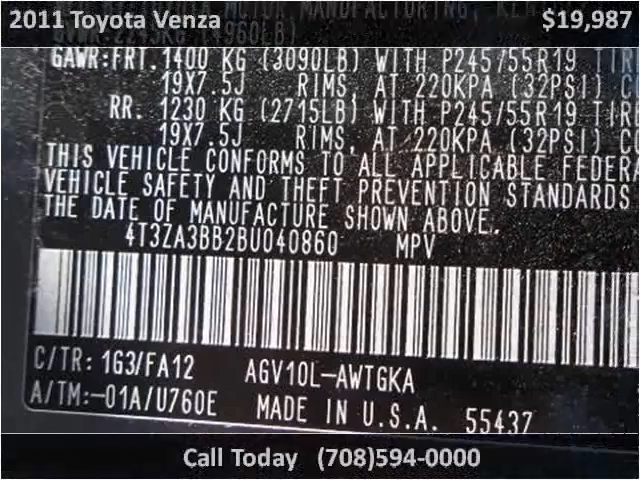 2011 Toyota Venza $19,987
MOTOR MANUFACTURING,
GAWR:FRT.1400 KG (3090LB) WITH P245/55R19
19X7.5J RIMS, AT 220KPA (32PSI)
RR. 1230 KG (2715LB) WITH P245/55R19
19X7.5J RIMS, AT 220KPA (32PSI)
THIS VEHICLE CONFORMS TO ALL APPLICABLE FEDERA
VEHICLE SAFETY AND THEFT PREVENTION STANDARDS
THE DATE OF MANUFACTURE SHOWN ABOVE.
4T3ZA3BB2BU040860 MPV
C/TR: 1G3/FA12 AGV10L-AWTGKA
A/TM:-01A/U760E MADE IN U.S.A. 55437
Call Today (708)594-0000